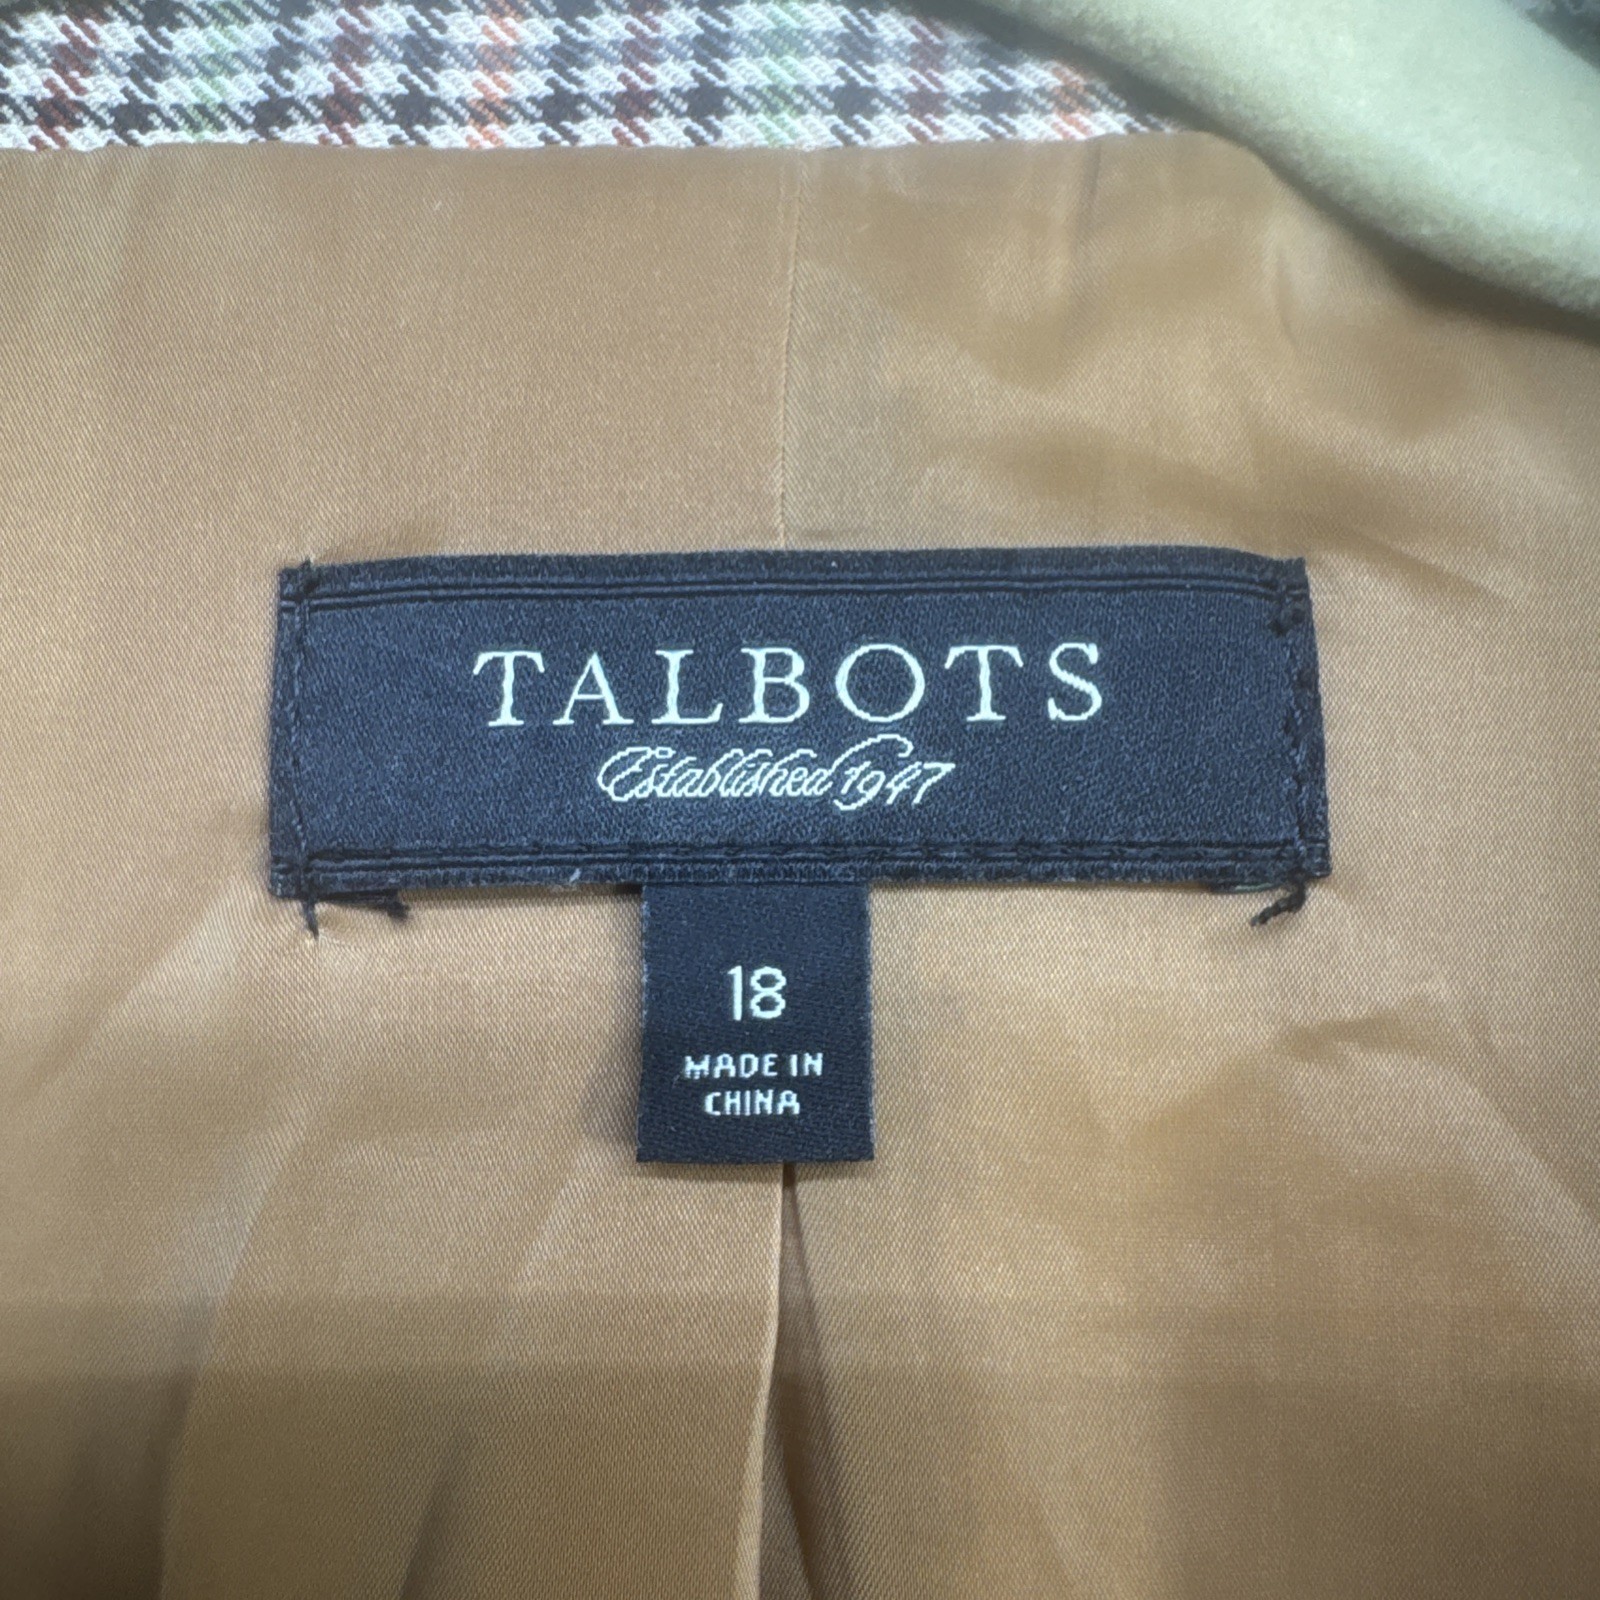 TALBOTS
Established 1947
18
MADE IN
CHINA